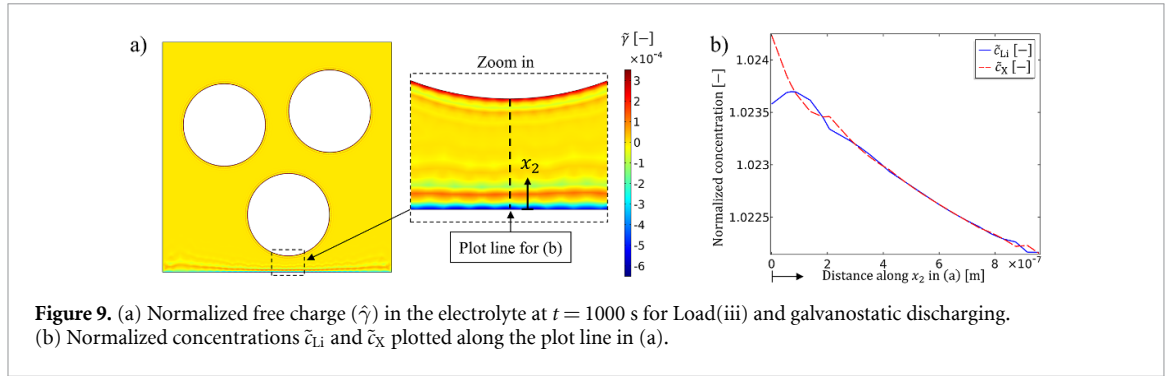 a)
Zoom in
x₂
Plot line for (b)
γ̃ [−]
×10⁻⁴
3
2
1
0
-1
-2
-3
-4
-5
-6
b)
c̃Li [−]
c̃X [−]
Normalized concentration [−]
1.024
1.0235
1.023
1.0225
0
2
4
6
8
×10⁻⁷
Distance along x₂ in (a) [m]
Figure 9. (a) Normalized free charge (γ̂) in the electrolyte at t = 1000 s for Load(iii) and galvanostatic discharging.
(b) Normalized concentrations c̃Li and c̃X plotted along the plot line in (a).